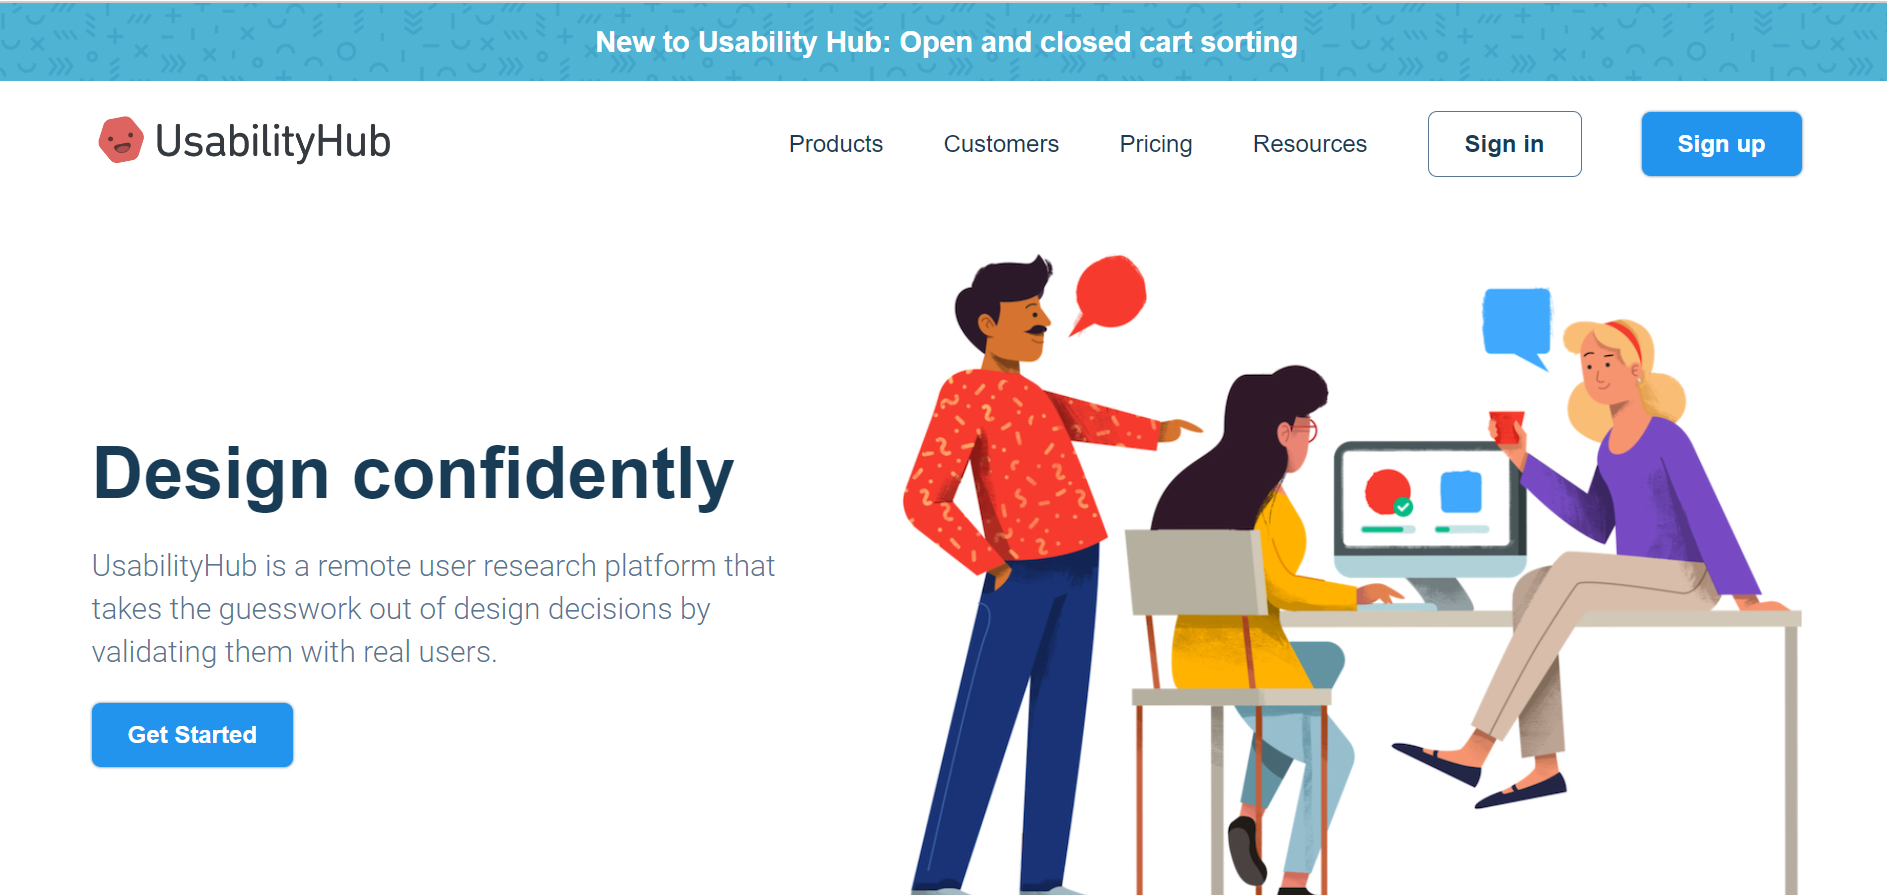 New to Usability Hub: Open and closed cart sorting
UsabilityHub
Products
Customers
Pricing
Resources
Sign in
Sign up
Design confidently
UsabilityHub is a remote user research platform that
takes the guesswork out of design decisions by
validating them with real users.
Get Started